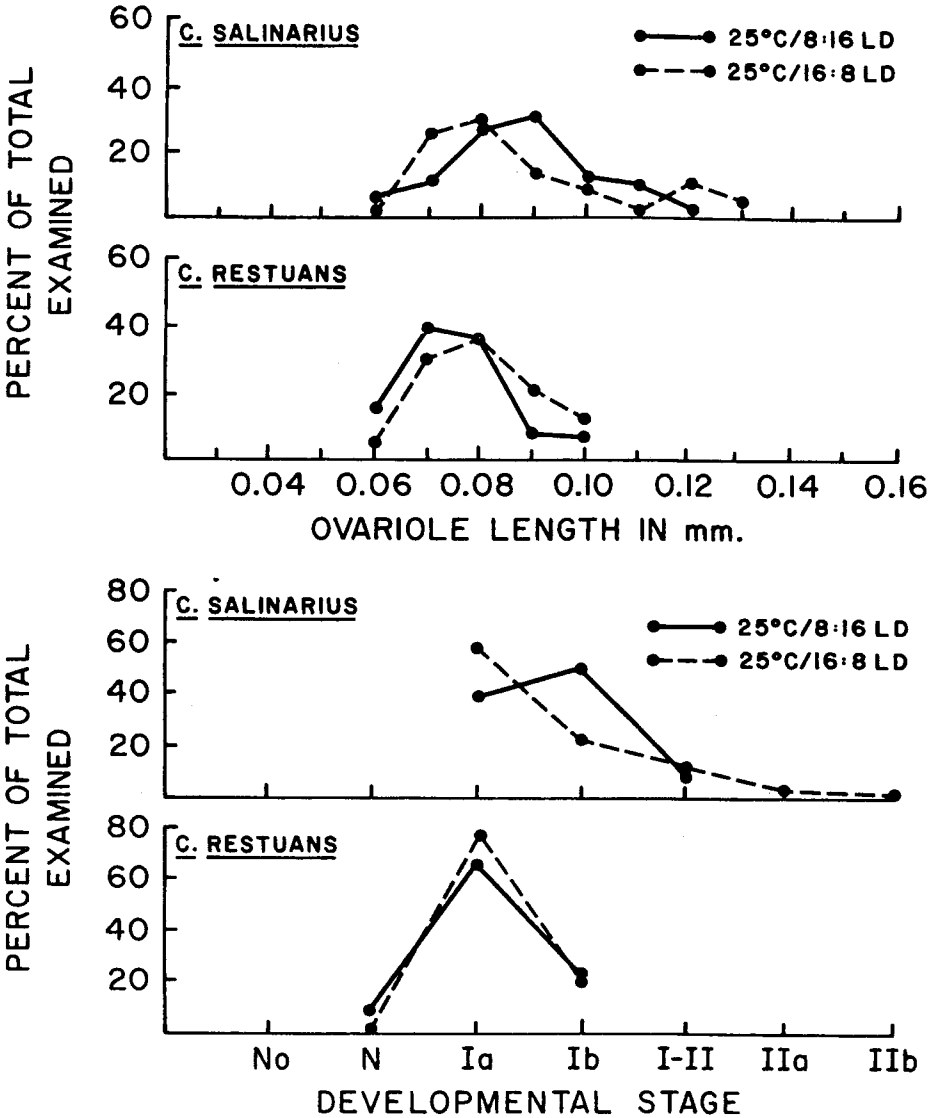 PERCENT OF TOTAL
EXAMINED
60
C. SALINARIUS
25°C/8:16 LD
25°C/16:8 LD
40
20
60
C. RESTUANS
40
20
0.04 0.06 0.08 0.10 0.12 0.14 0.16
OVARIOLE LENGTH IN mm.
PERCENT OF TOTAL
EXAMINED
80
C. SALINARIUS
25°C/8:16 LD
25°C/16:8 LD
60
40
20
80
C. RESTUANS
60
40
20
No N Ia Ib I-II IIa IIb
DEVELOPMENTAL STAGE